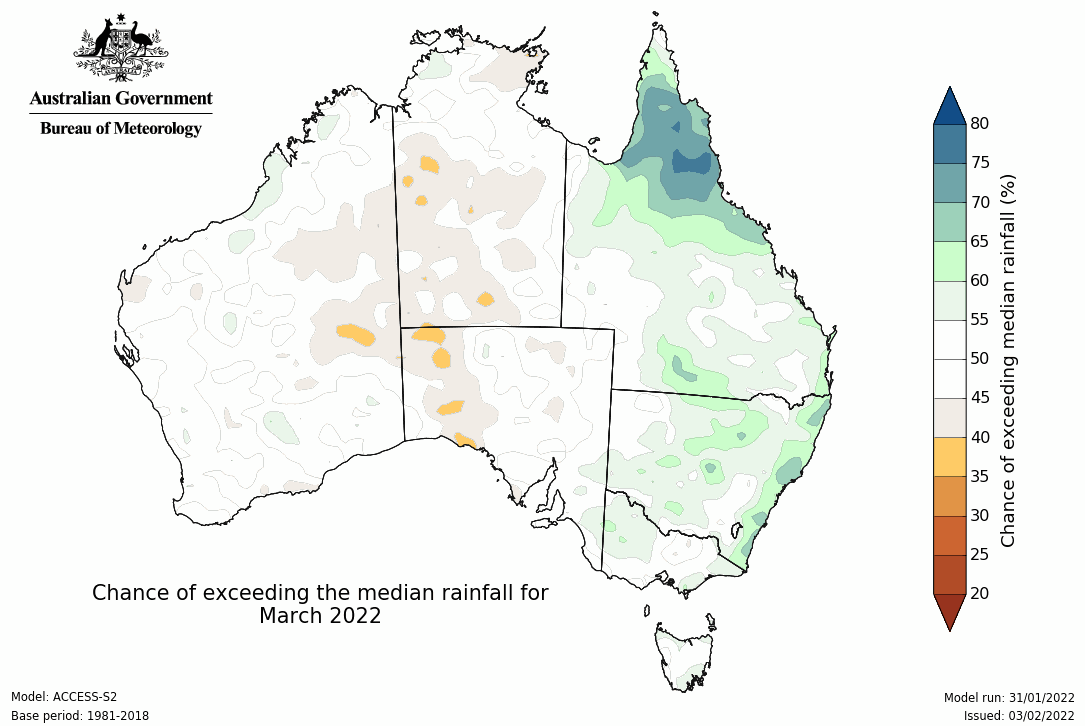 AUSTRALIA
Australian Government
Bureau of Meteorology
80
75
70
65
60
55
50
45
40
35
30
25
20
Chance of exceeding median rainfall (%)
Chance of exceeding the median rainfall for
March 2022
Model: ACCESS-S2
Base period: 1981-2018
Model run: 31/01/2022
Issued: 03/02/2022